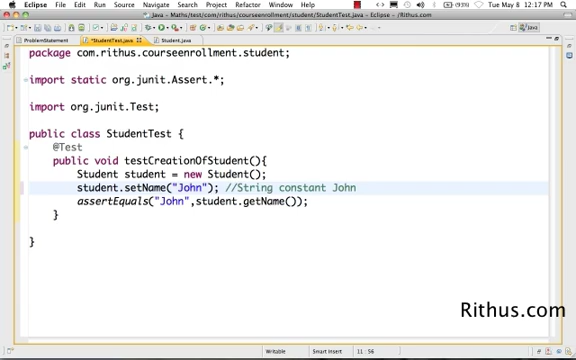 Eclipse File Edit Run Source Search Project Refactor Window Help (93%) Tue May 8 12:17 PM
Java - Maths/test/com/rithus/courseenrollment/student/StudentTest.java - Eclipse - /Rithus.com
Java
ProblemStatement *StudentTest.java Student.java
package com.rithus.courseenrollment.student;
import static org.junit.Assert.*;
import org.junit.Test;
public class StudentTest {
@Test
public void testCreationOfStudent(){
Student student = new Student();
student.setName("John"); //String constant John
assertEquals("John",student.getName());
}
}
Rithus.com
Writable Smart Insert 11 : 56